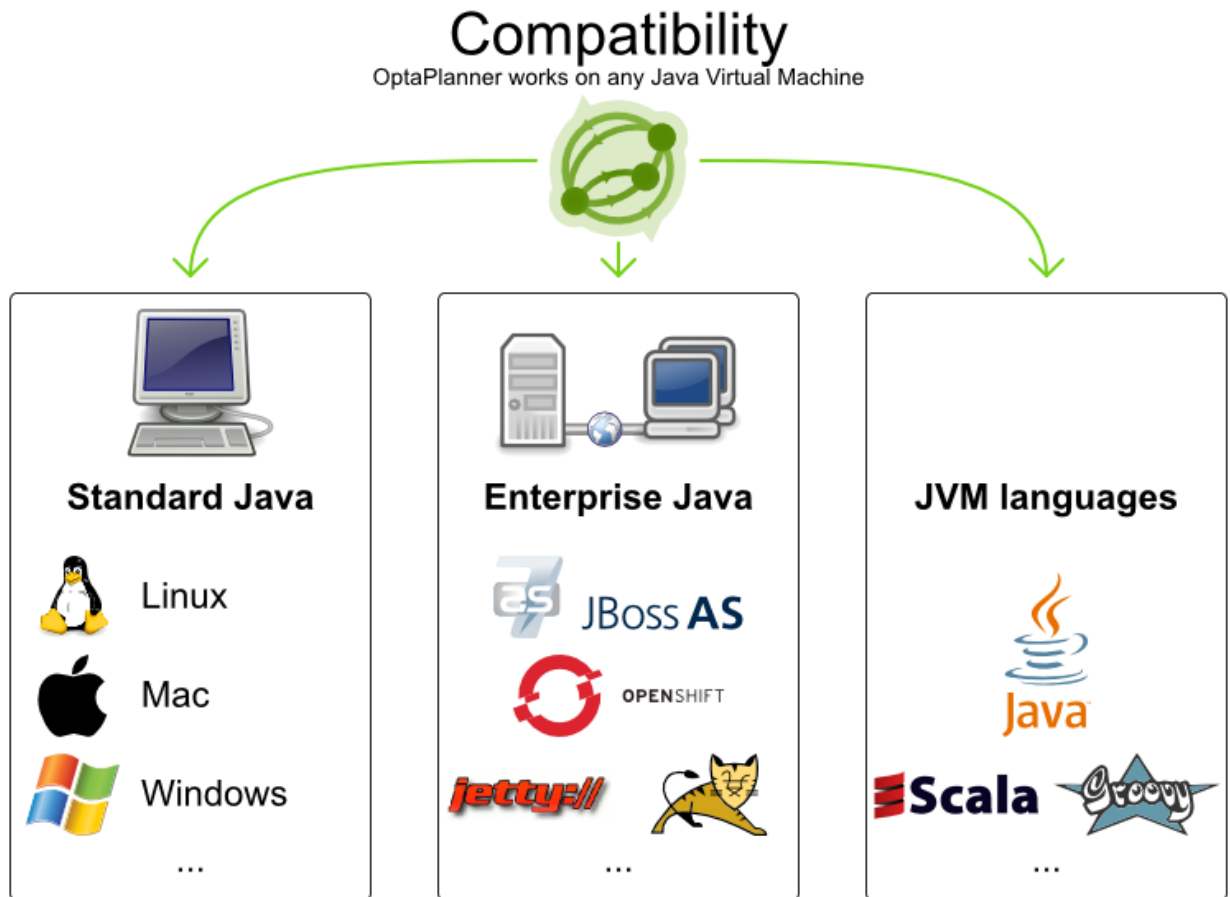 Compatibility
OptaPlanner works on any Java Virtual Machine
Standard Java
Linux
Mac
Windows
...
Enterprise Java
JBoss AS
OPENSHIFT
jetty://
...
JVM languages
Java
Scala
Groovy
...